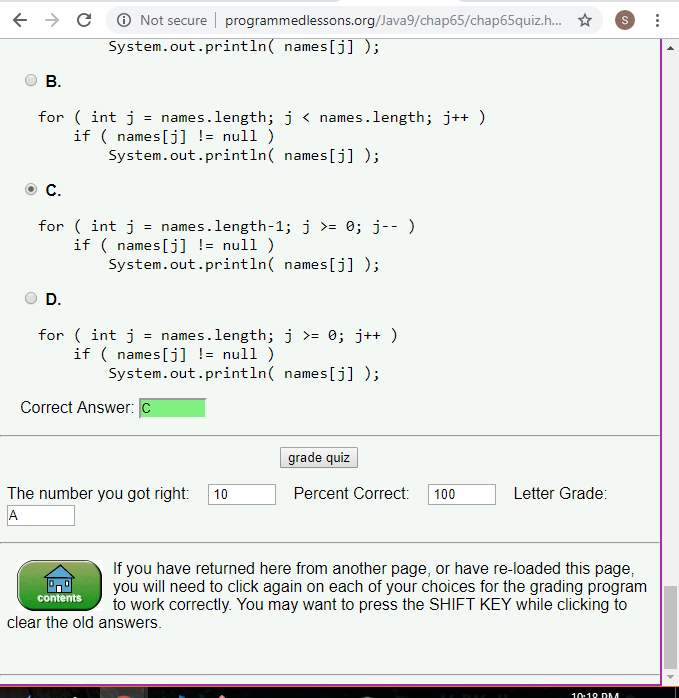 Not secure | programmedlessons.org/Java9/chap65/chap65quiz.h...
S
System.out.println( names[j] );
B.
for ( int j = names.length; j < names.length; j++ )
if ( names[j] != null )
System.out.println( names[j] );
C.
for ( int j = names.length-1; j >= 0; j-- )
if ( names[j] != null )
System.out.println( names[j] );
D.
for ( int j = names.length; j >= 0; j++ )
if ( names[j] != null )
System.out.println( names[j] );
Correct Answer: C
grade quiz
The number you got right: 10 Percent Correct: 100 Letter Grade:
A
If you have returned here from another page, or have re-loaded this page,
you will need to click again on each of your choices for the grading program
contents
to work correctly. You may want to press the SHIFT KEY while clicking to
clear the old answers.
10:18 PM